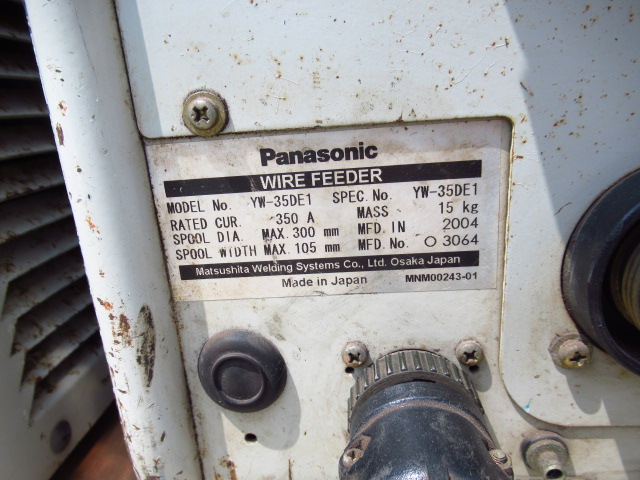 Panasonic
WIRE FEEDER
MODEL No. YW-35DE1 SPEC.No. YW-35DE1
RATED CUR. 350 A MASS 15 kg
SPOOL DIA. MAX.300 mm MFD.IN 2004
SPOOL WIDTH MAX.105 mm MFD.No. O 3064
Matsushita Welding Systems Co., Ltd. Osaka Japan
Made in Japan MNM00243-01